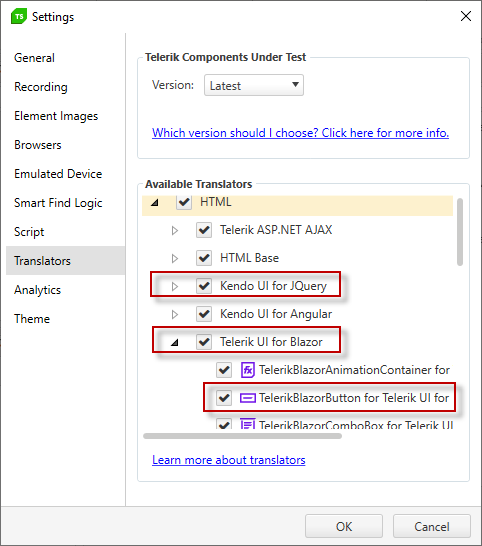 TS Settings
General
Recording
Element Images
Browsers
Emulated Device
Smart Find Logic
Script
Translators
Analytics
Theme
Telerik Components Under Test
Version: Latest
Which version should I choose? Click here for more info.
Available Translators
HTML
Telerik ASP.NET AJAX
HTML Base
Kendo UI for JQuery
Kendo UI for Angular
Telerik UI for Blazor
TelerikBlazorAnimationContainer for
TelerikBlazorButton for Telerik UI for
TelerikBlazorComboBox for Telerik UI
Learn more about translators
OK
Cancel